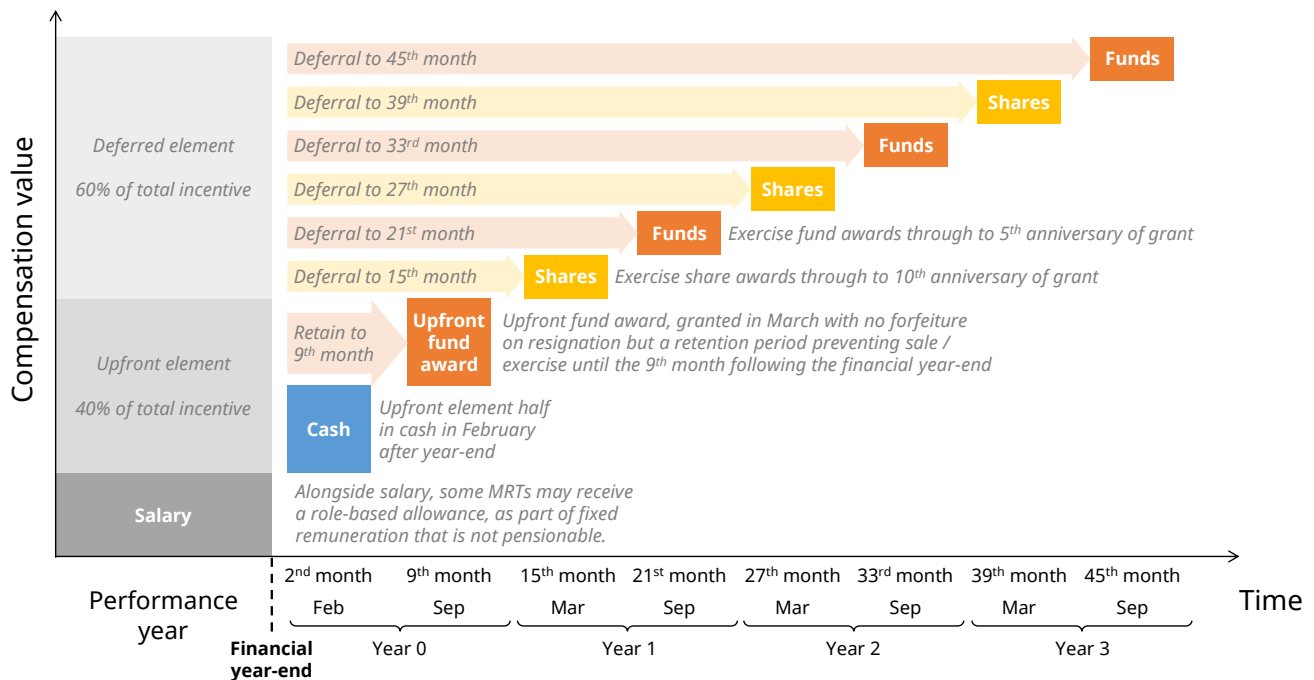 Compensation value
Deferred element
60% of total incentive
Upfront element
40% of total incentive
Salary
Deferral to 45th month
Funds
Deferral to 39th month
Shares
Deferral to 33rd month
Funds
Deferral to 27th month
Shares
Deferral to 21st month
Funds
Exercise fund awards through to 5th anniversary of grant
Deferral to 15th month
Shares
Exercise share awards through to 10th anniversary of grant
Retain to
9th month
Upfront
fund
award
Upfront fund award, granted in March with no forfeiture
on resignation but a retention period preventing sale /
exercise until the 9th month following the financial year-end
Cash
Upfront element half
in cash in February
after year-end
Alongside salary, some MRTs may receive
a role-based allowance, as part of fixed
remuneration that is not pensionable.
2nd month
9th month
15th month
21st month
27th month
33rd month
39th month
45th month
Feb
Sep
Mar
Sep
Mar
Sep
Mar
Sep
Time
Performance
year
Financial
year-end
Year 0
Year 1
Year 2
Year 3